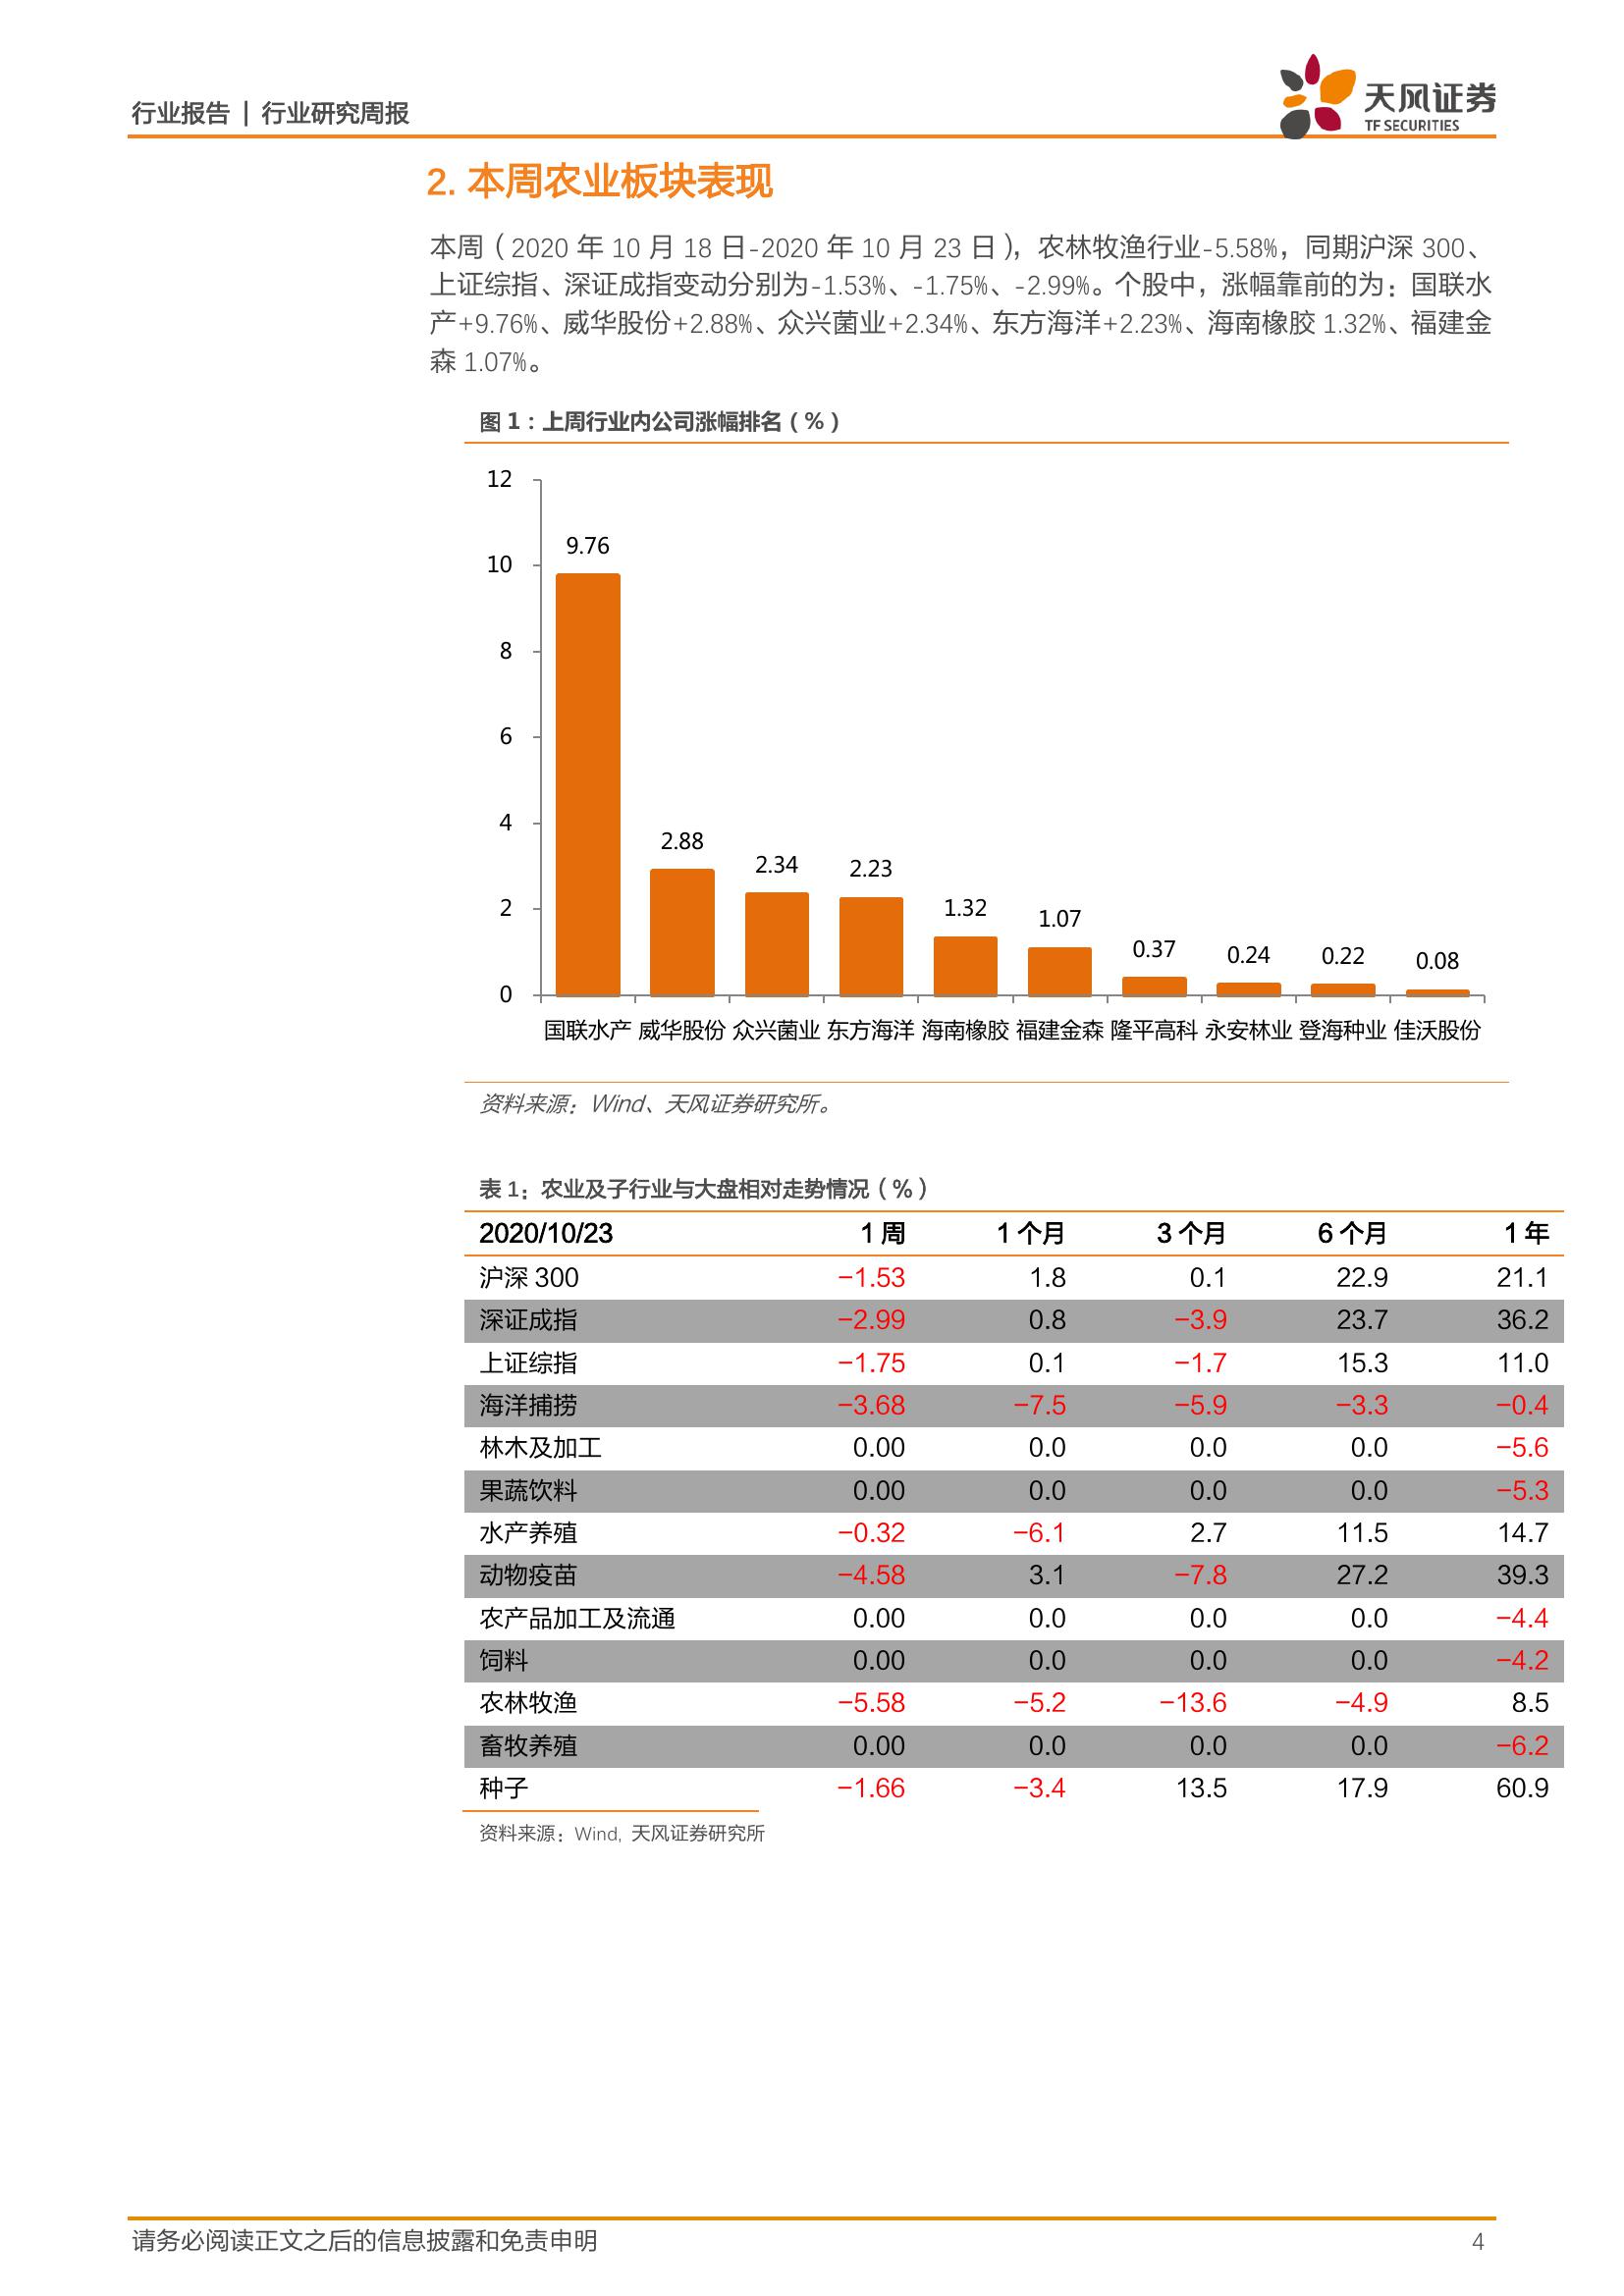 行业报告 | 行业研究周报
天风证券
TF SECURITIES
2. 本周农业板块表现
本周（2020 年 10 月 18 日-2020 年 10 月 23 日），农林牧渔行业-5.58%，同期沪深 300、
上证综指、深证成指变动分别为-1.53%、-1.75%、-2.99%。个股中，涨幅靠前的为：国联水
产+9.76%、威华股份+2.88%、众兴菌业+2.34%、东方海洋+2.23%、海南橡胶 1.32%、福建金
森 1.07%。
图 1：上周行业内公司涨幅排名（%）
12
10
8
6
4
2
0
9.76
2.88
2.34
2.23
1.32
1.07
0.37
0.24
0.22
0.08
国联水产 威华股份 众兴菌业 东方海洋 海南橡胶 福建金森 隆平高科 永安林业 登海种业 佳沃股份
资料来源：Wind、天风证券研究所。
表 1：农业及子行业与大盘相对走势情况（%）
2020/10/23 1 周 1 个月 3 个月 6 个月 1 年
沪深 300 −1.53 1.8 0.1 22.9 21.1
深证成指 −2.99 0.8 −3.9 23.7 36.2
上证综指 −1.75 0.1 −1.7 15.3 11.0
海洋捕捞 −3.68 −7.5 −5.9 −3.3 −0.4
林木及加工 0.00 0.0 0.0 0.0 −5.6
果蔬饮料 0.00 0.0 0.0 0.0 −5.3
水产养殖 −0.32 −6.1 2.7 11.5 14.7
动物疫苗 −4.58 3.1 −7.8 27.2 39.3
农产品加工及流通 0.00 0.0 0.0 0.0 −4.4
饲料 0.00 0.0 0.0 0.0 −4.2
农林牧渔 −5.58 −5.2 −13.6 −4.9 8.5
畜牧养殖 0.00 0.0 0.0 0.0 −6.2
种子 −1.66 −3.4 13.5 17.9 60.9
资料来源：Wind, 天风证券研究所
请务必阅读正文之后的信息披露和免责申明 4